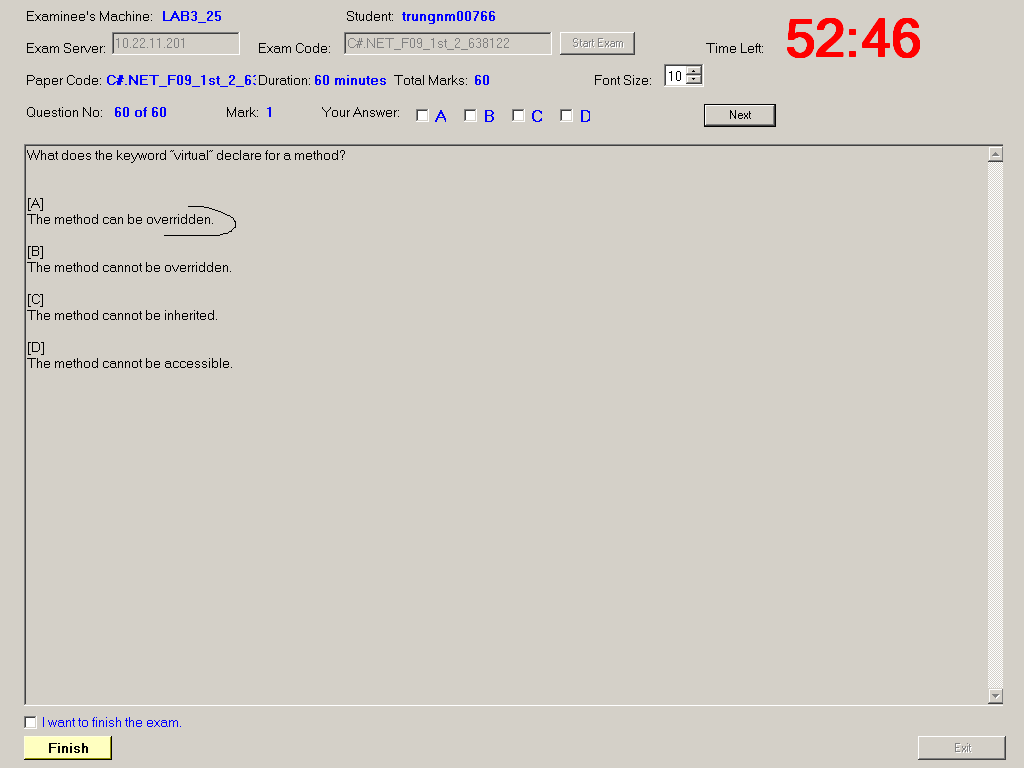 Examinee's Machine: LAB3_25 Student: trungnm00766
Exam Server: 10.22.11.201 Exam Code: C#.NET_F09_1st_2_638122 Start Exam Time Left: 52:46
Paper Code: C#.NET_F09_1st_2_6 Duration: 60 minutes Total Marks: 60 Font Size: 10
Question No: 60 of 60 Mark: 1 Your Answer: A B C D Next
What does the keyword "virtual" declare for a method?
[A]
The method can be overridden.
[B]
The method cannot be overridden.
[C]
The method cannot be inherited.
[D]
The method cannot be accessible.
I want to finish the exam.
Finish Exit